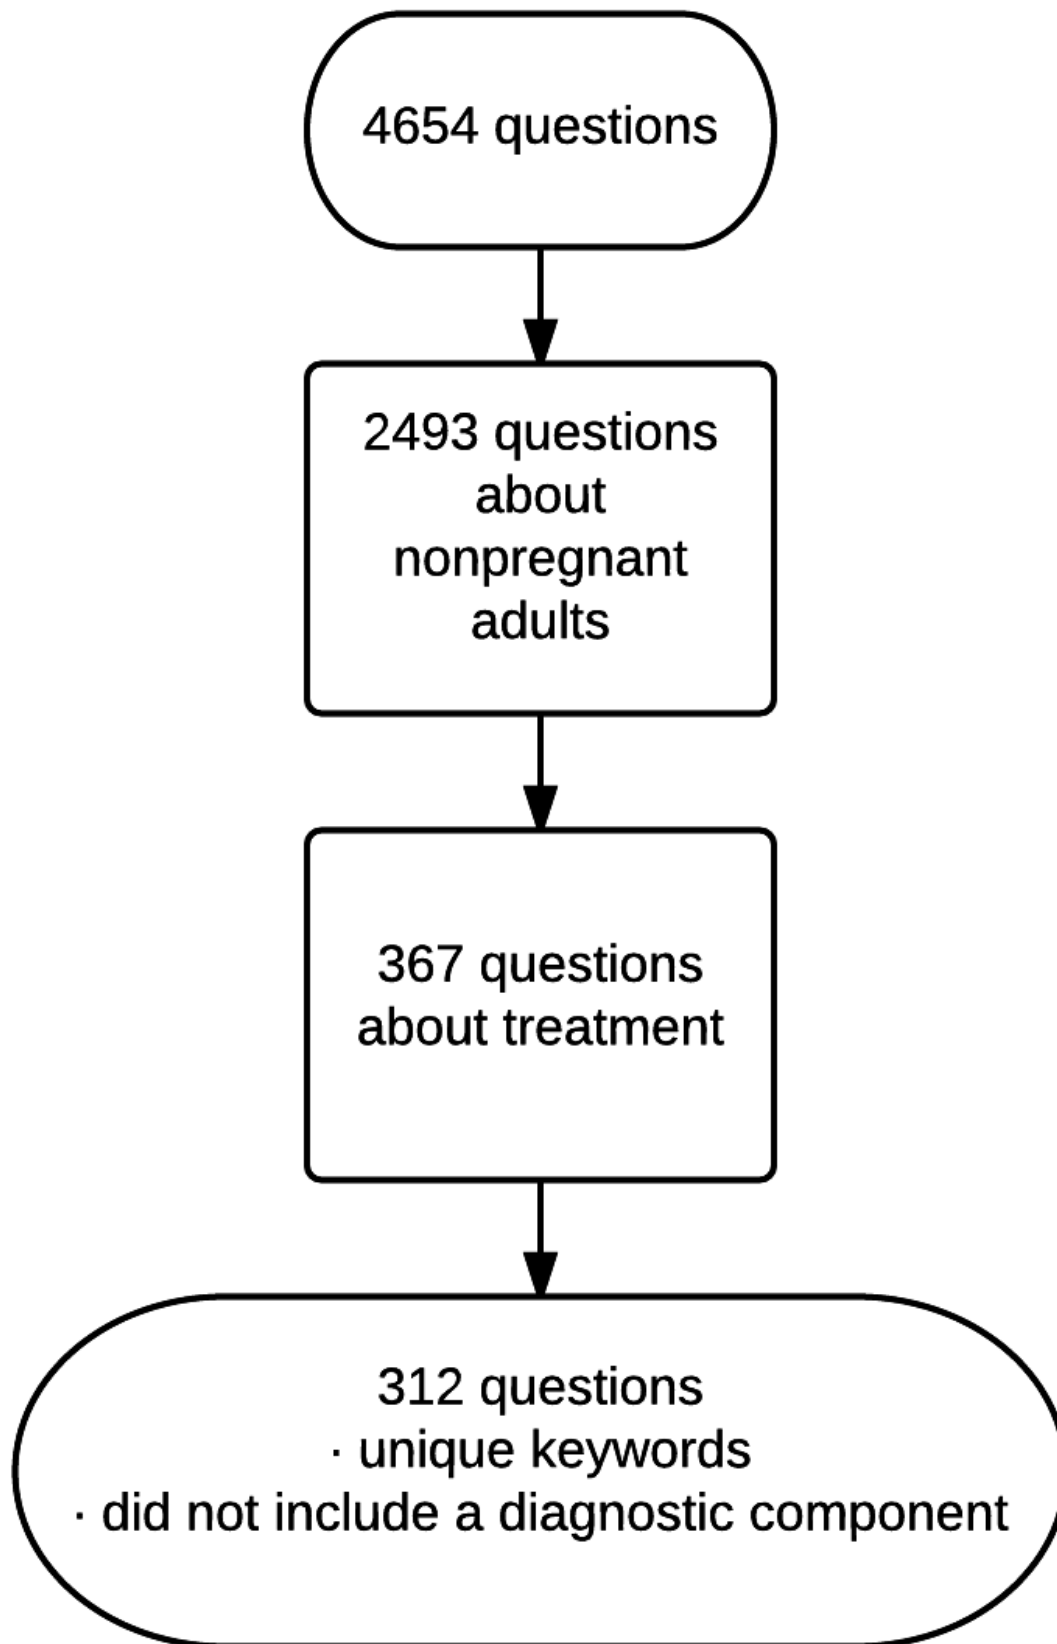 4654 questions
2493 questions
about
nonpregnant
adults
367 questions
about treatment
312 questions
· unique keywords
· did not include a diagnostic component